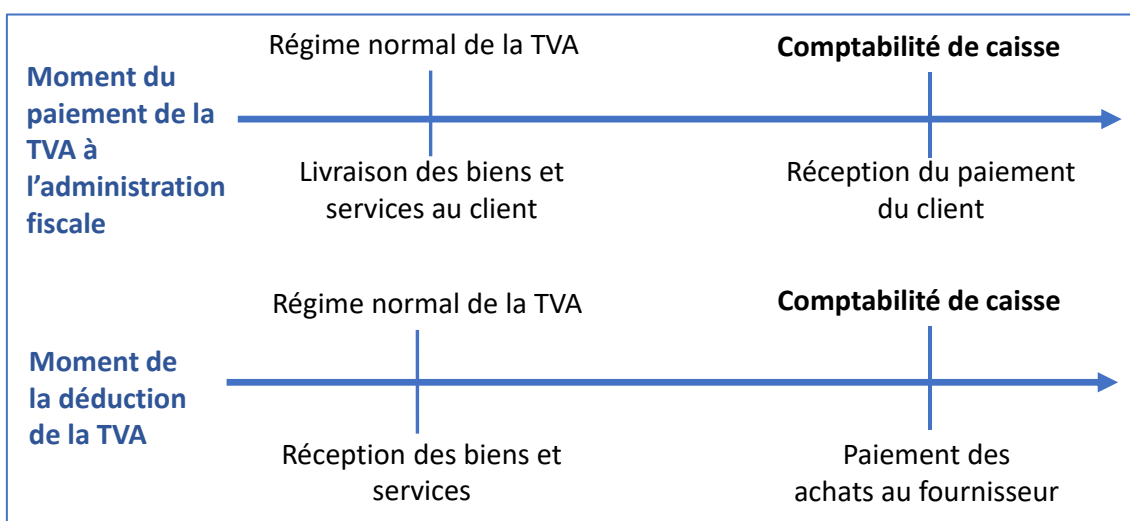 Régime normal de la TVA
Comptabilité de caisse
Moment du
paiement de la
TVA à
l’administration
fiscale
Livraison des biens et
services au client
Réception du paiement
du client
Régime normal de la TVA
Comptabilité de caisse
Moment de
la déduction
de la TVA
Réception des biens et
services
Paiement des
achats au fournisseur